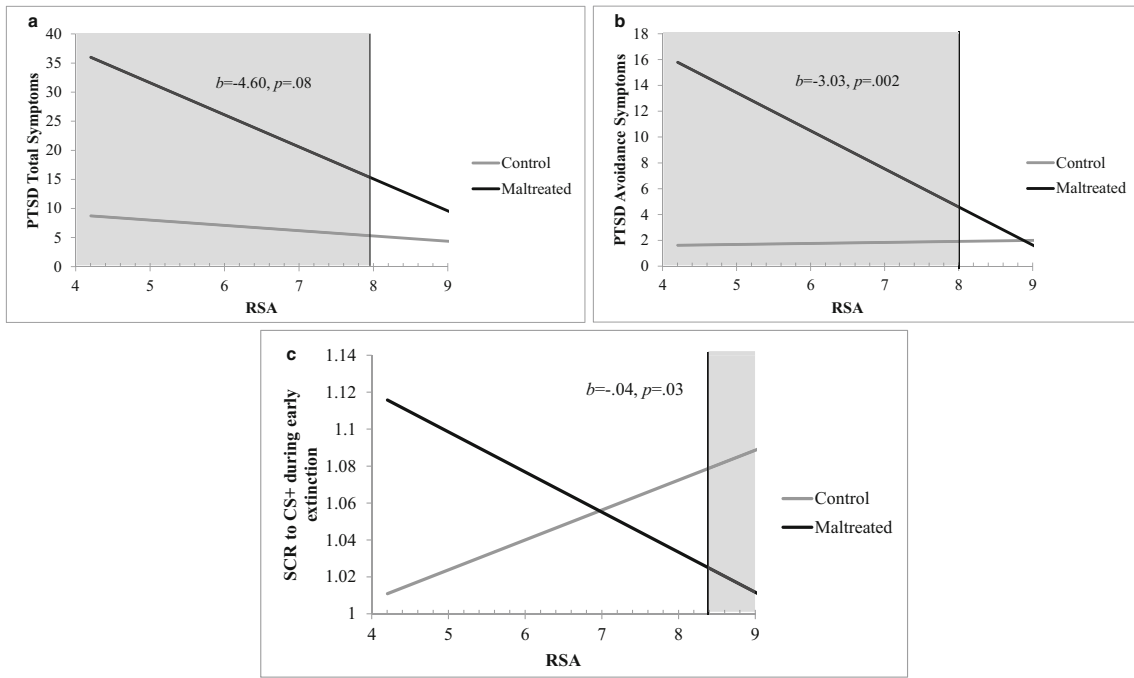 a
40
35
30
25
20
15
10
5
0
PTSD Total Symptoms
b=-4.60, p=.08
4 5 6 7 8 9
RSA
Control
Maltreated
b
18
16
14
12
10
8
6
4
2
0
PTSD Avoidance Symptoms
b=-3.03, p=.002
4 5 6 7 8 9
RSA
Control
Maltreated
c
1.14
1.12
1.1
1.08
1.06
1.04
1.02
1
SCR to CS+ during early
extinction
b=-.04, p=.03
4 5 6 7 8 9
RSA
Control
Maltreated